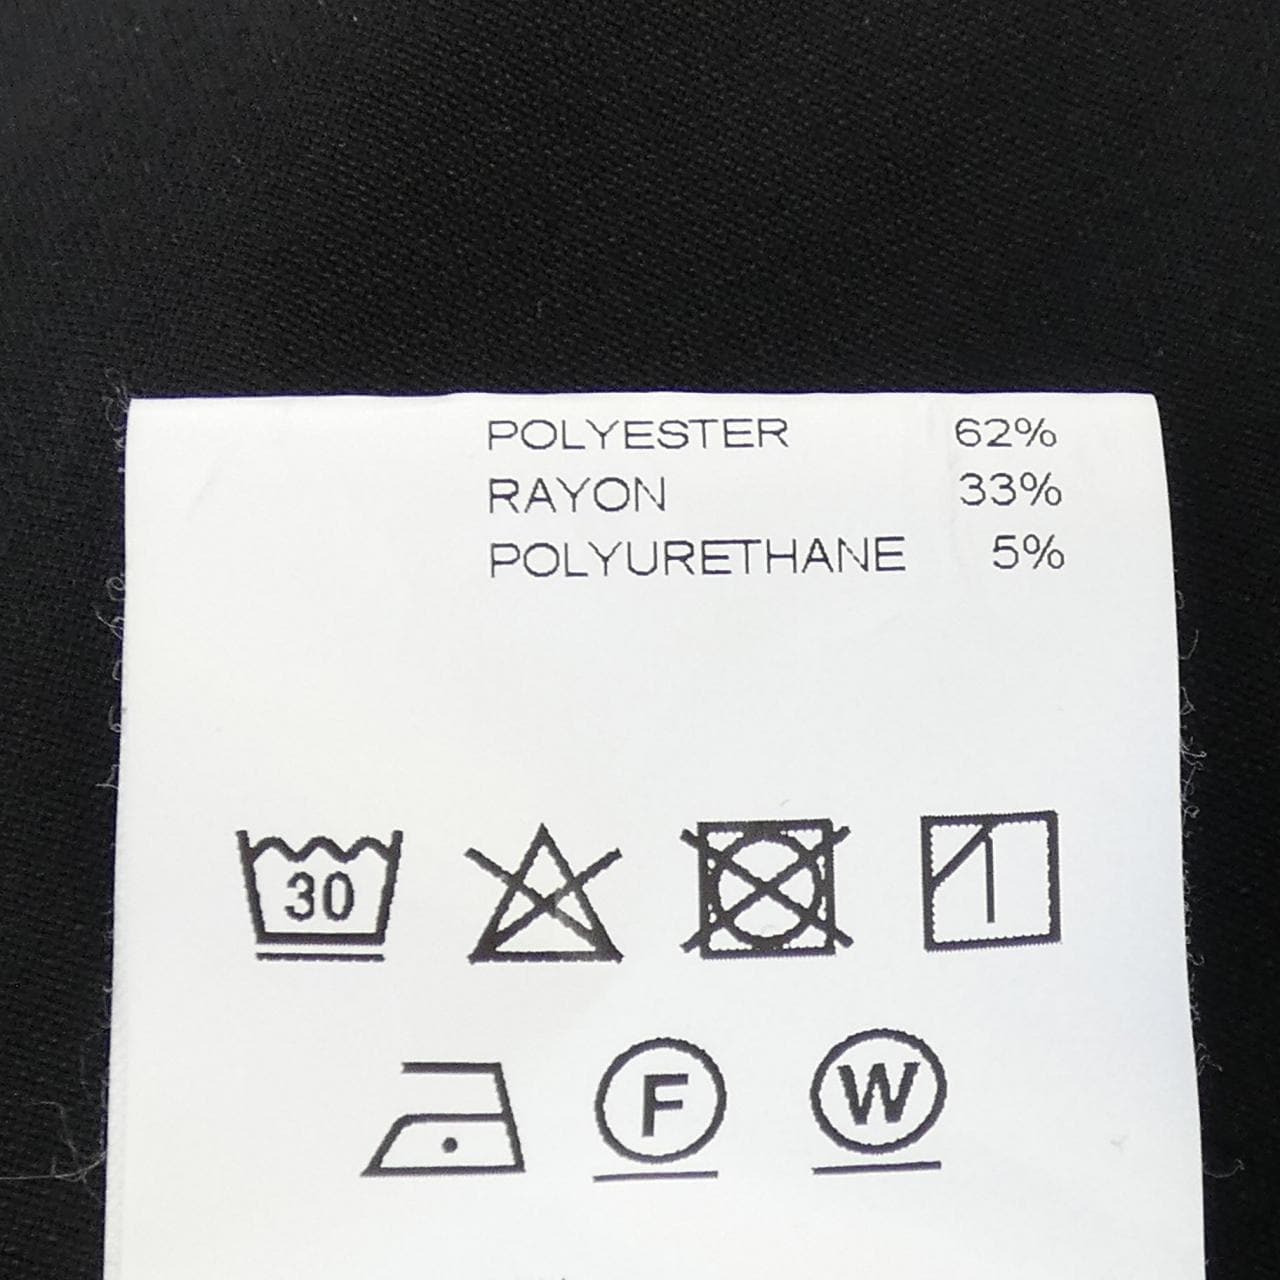 POLYESTER 62%
RAYON 33%
POLYURETHANE 5%
30
F W